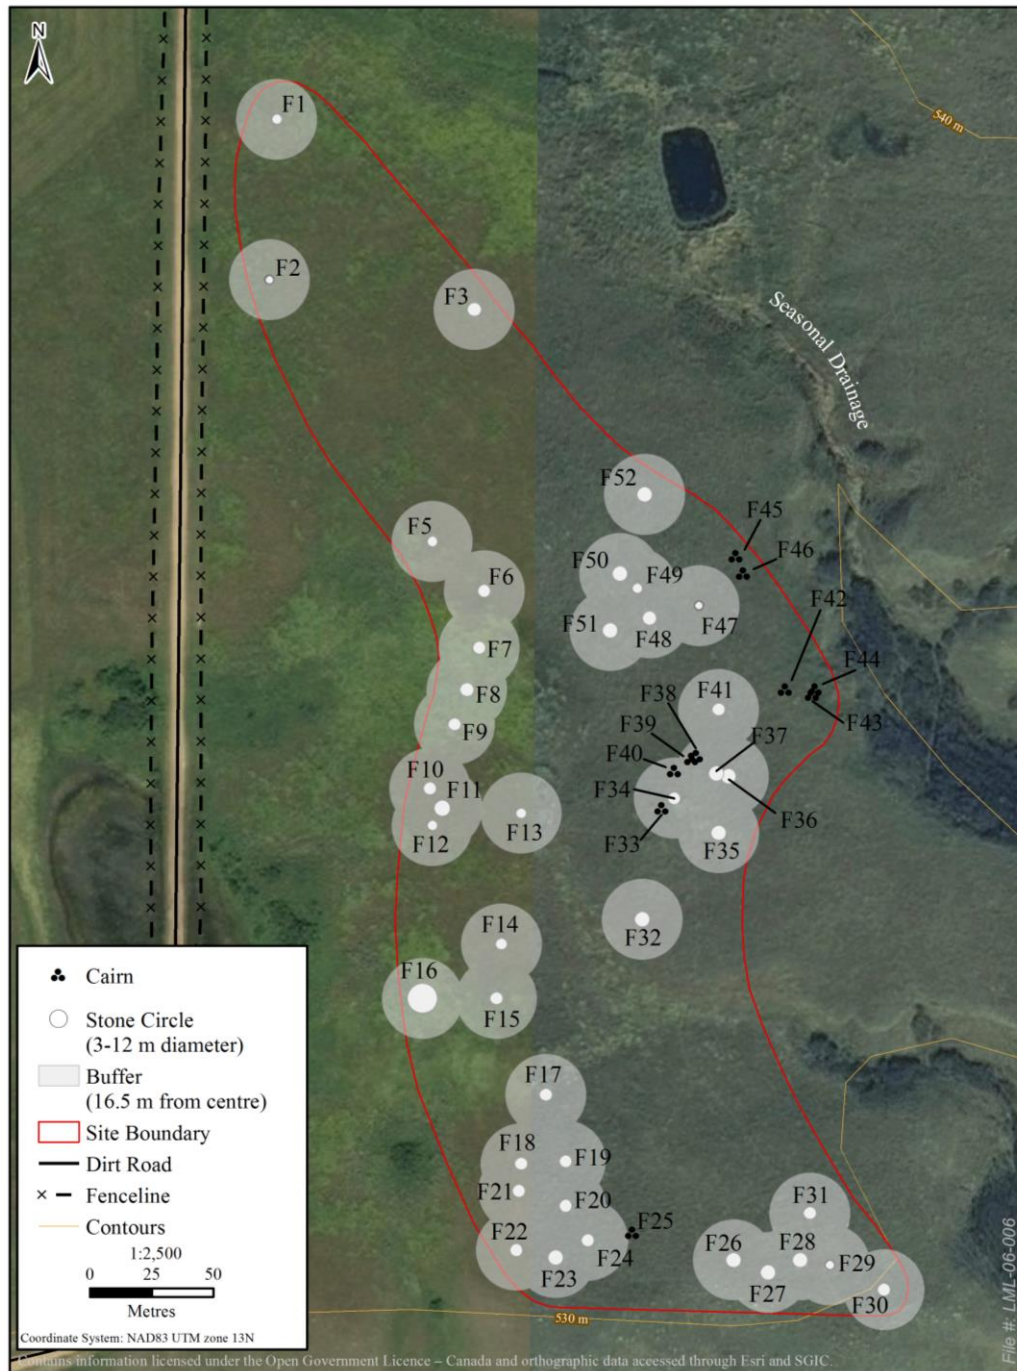 N
540 m
F1
F2
F3
Seasonal Drainage
F52
F45
F5
F46
F50
F6
F49
F42
F51
F48
F47
F7
F44
F8
F38
F41
F43
F9
F39
F37
F40
F10
F11
F34
F36
F12
F13
F33
F35
F32
F14
F16
F15
F17
F18
F19
F21
F20
F31
F25
F22
F24
F26
F28
F29
F23
F27
F30
530 m
Cairn
Stone Circle
(3-12 m diameter)
Buffer
(16.5 m from centre)
Site Boundary
Dirt Road
Fenceline
Contours
1:2,500
0 25 50
Metres
Coordinate System: NAD83 UTM zone 13N
Contains information licensed under the Open Government Licence – Canada and orthographic data aceessed through Esri and SGIC.
File #: LML-06-006